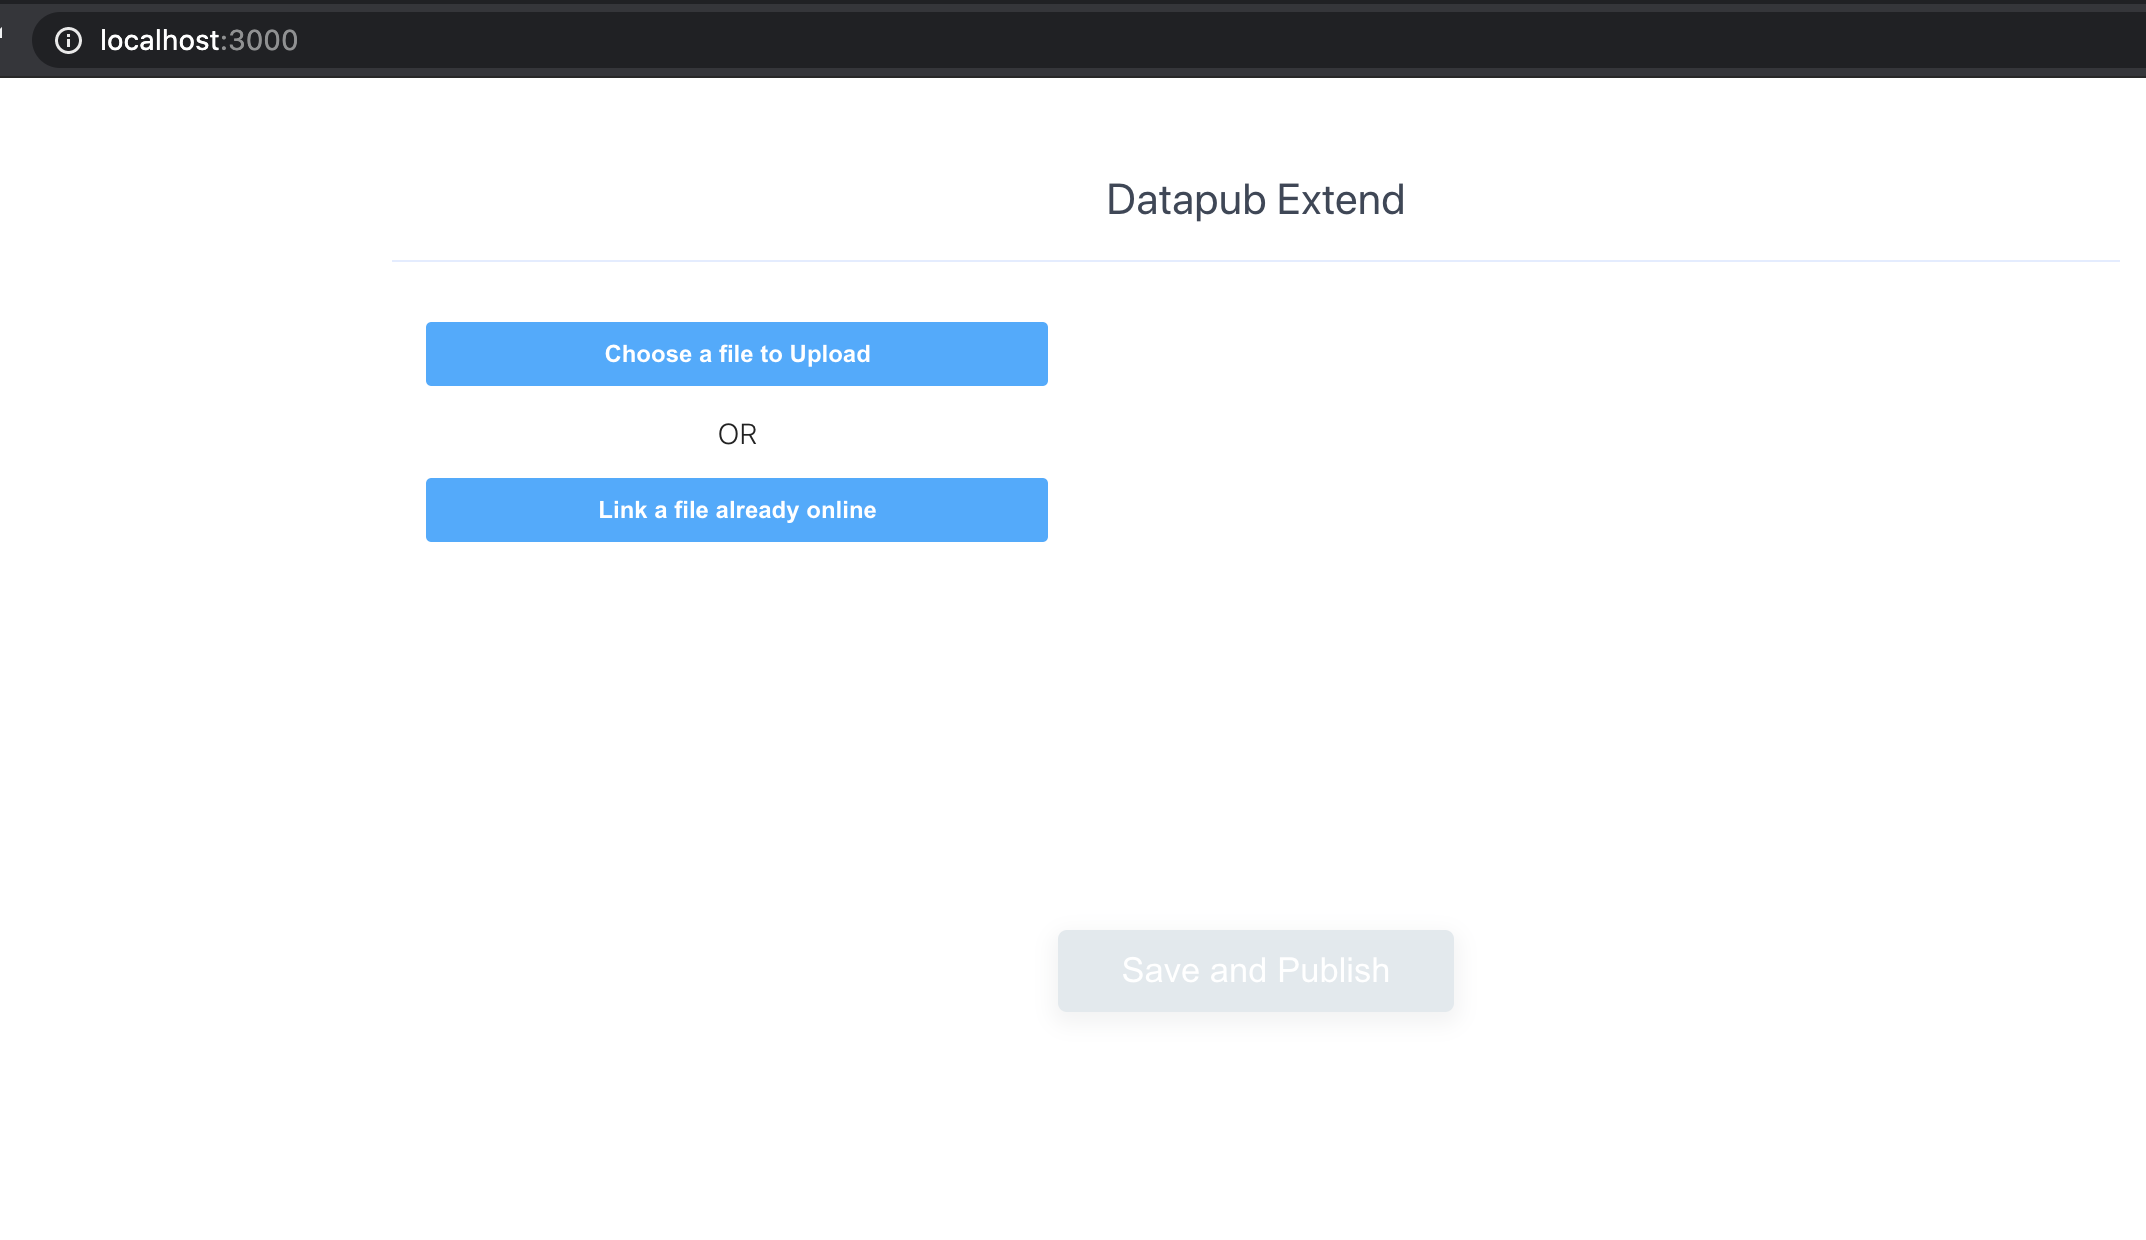 localhost:3000
Datapub Extend
Choose a file to Upload
OR
Link a file already online
Save and Publish